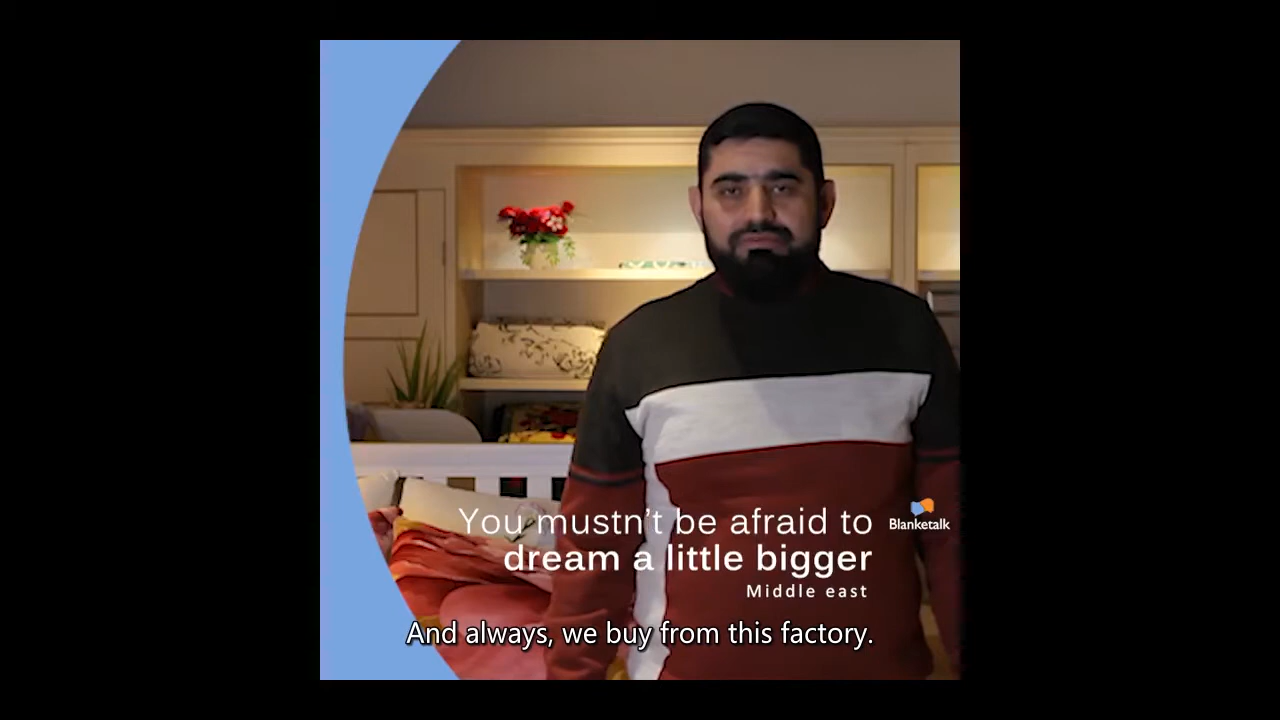 You mustn't be afraid to
dream a little bigger
Blanketalk
Middle east
And always, we buy from this factory.